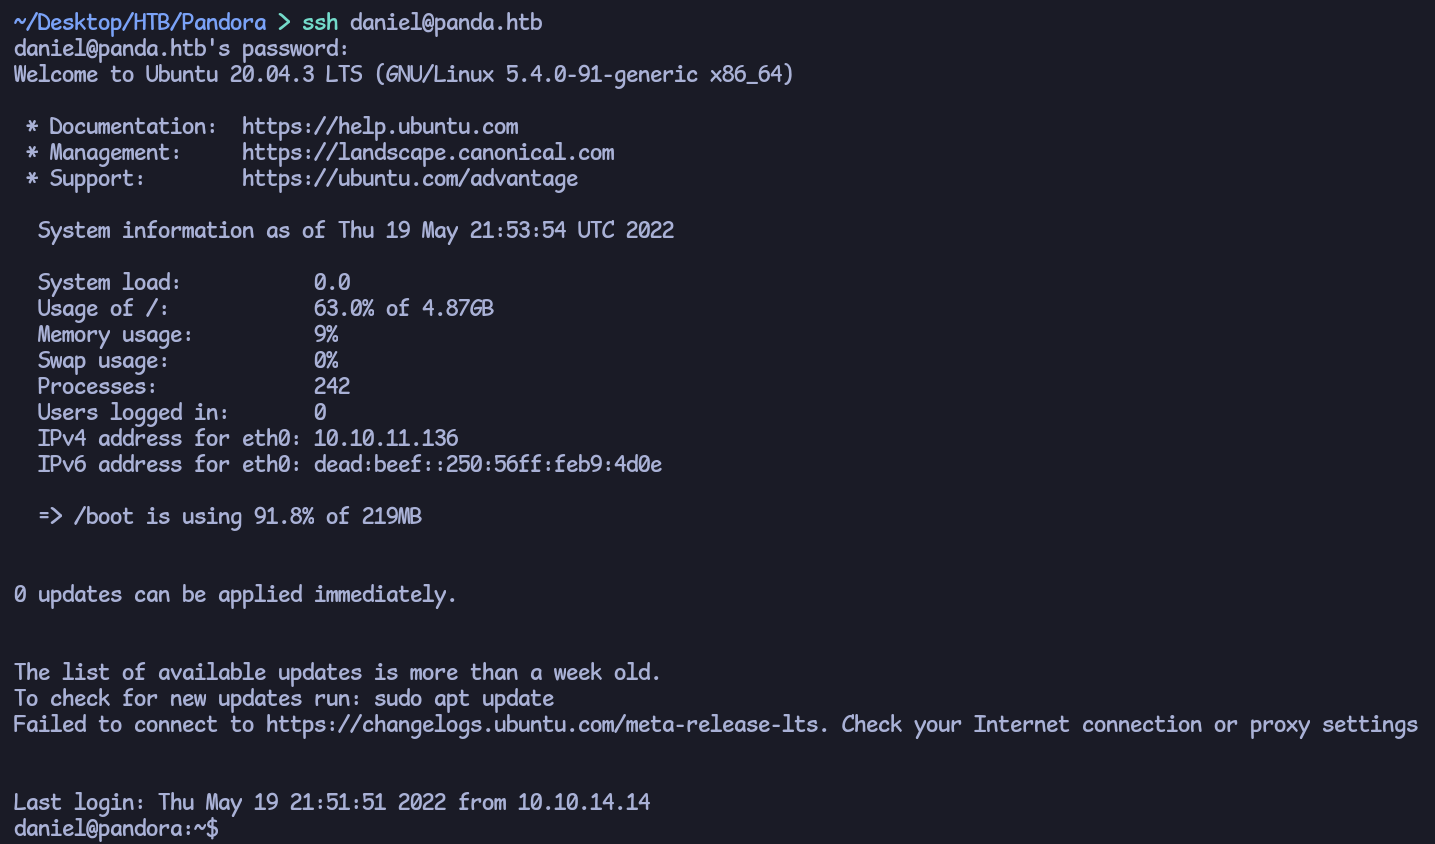 ~/Desktop/HTB/Pandora > ssh daniel@panda.htb
daniel@panda.htb's password:
Welcome to Ubuntu 20.04.3 LTS (GNU/Linux 5.4.0-91-generic x86_64)
* Documentation:  https://help.ubuntu.com
* Management:     https://landscape.canonical.com
* Support:        https://ubuntu.com/advantage
System information as of Thu 19 May 21:53:54 UTC 2022
System load:           0.0
Usage of /:            63.0% of 4.87GB
Memory usage:          9%
Swap usage:            0%
Processes:             242
Users logged in:       0
IPv4 address for eth0: 10.10.11.136
IPv6 address for eth0: dead:beef::250:56ff:feb9:4d0e
=> /boot is using 91.8% of 219MB
0 updates can be applied immediately.
The list of available updates is more than a week old.
To check for new updates run: sudo apt update
Failed to connect to https://changelogs.ubuntu.com/meta-release-lts. Check your Internet connection or proxy settings
Last login: Thu May 19 21:51:51 2022 from 10.10.14.14
daniel@pandora:~$